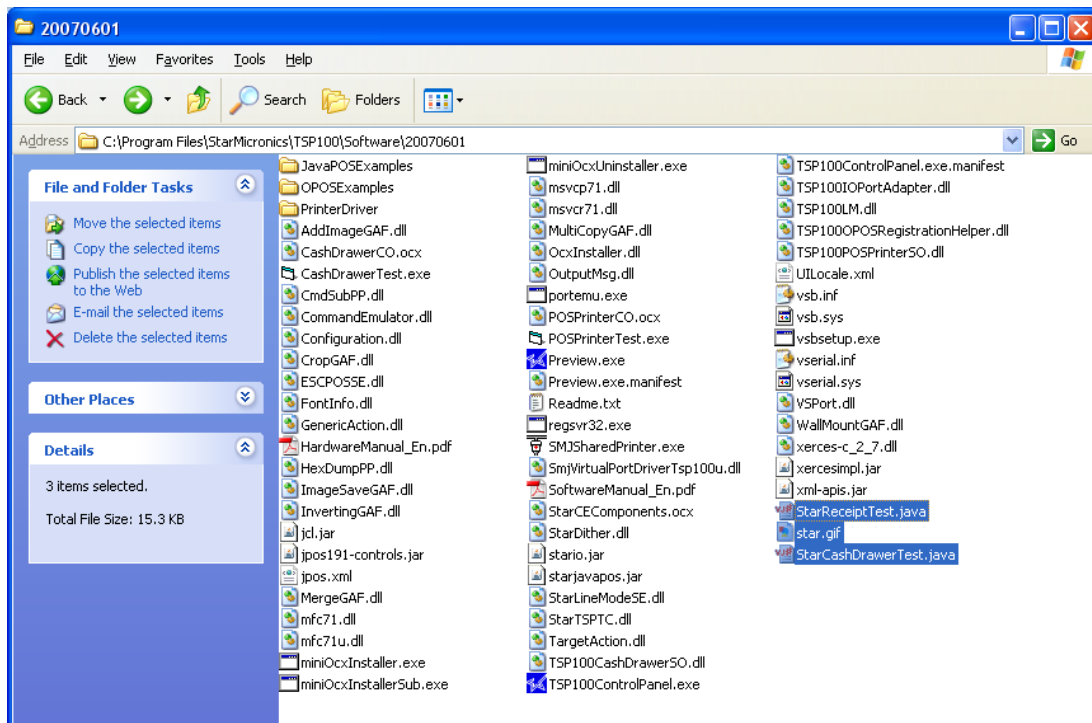 20070601
File Edit View Favorites Tools Help
Back Search Folders
Address C:\Program Files\StarMicronics\TSP100\Software\20070601 Go
File and Folder Tasks
Move the selected items
Copy the selected items
Publish the selected items
to the Web
E-mail the selected items
Delete the selected items
Other Places
Details
3 items selected.
Total File Size: 15.3 KB
JavaPOSExamples
OPOSExamples
PrinterDriver
AddImageGAF.dll
CashDrawerCO.ocx
CashDrawerTest.exe
CmdSubPP.dll
CommandEmulator.dll
Configuration.dll
CropGAF.dll
ESCPOSSE.dll
FontInfo.dll
GenericAction.dll
HardwareManual_En.pdf
HexDumpPP.dll
ImageSaveGAF.dll
InvertingGAF.dll
jcl.jar
jpos191-controls.jar
jpos.xml
MergeGAF.dll
mfc71.dll
mfc71u.dll
miniOcxInstaller.exe
miniOcxInstallerSub.exe
miniOcxUninstaller.exe
msvcp71.dll
msvcr71.dll
MultiCopyGAF.dll
OcxInstaller.dll
OutputMsg.dll
portemu.exe
POSPrinterCO.ocx
POSPrinterTest.exe
Preview.exe
Preview.exe.manifest
Readme.txt
regsvr32.exe
SMJSharedPrinter.exe
SmjVirtualPortDriverTsp100u.dll
SoftwareManual_En.pdf
StarCEComponents.ocx
StarDither.dll
stario.jar
starjavapos.jar
StarLineModeSE.dll
StarTSPTC.dll
TargetAction.dll
TSP100CashDrawerSO.dll
TSP100ControlPanel.exe
TSP100ControlPanel.exe.manifest
TSP100IOPortAdapter.dll
TSP100LM.dll
TSP100OPOSRegistrationHelper.dll
TSP100POSPrinterSO.dll
UILocale.xml
vsb.inf
vsb.sys
vsbsetup.exe
vserial.inf
vserial.sys
VSPort.dll
WallMountGAF.dll
xerces-c_2_7.dll
xercesimpl.jar
xml-apis.jar
StarReceiptTest.java
star.gif
StarCashDrawerTest.java